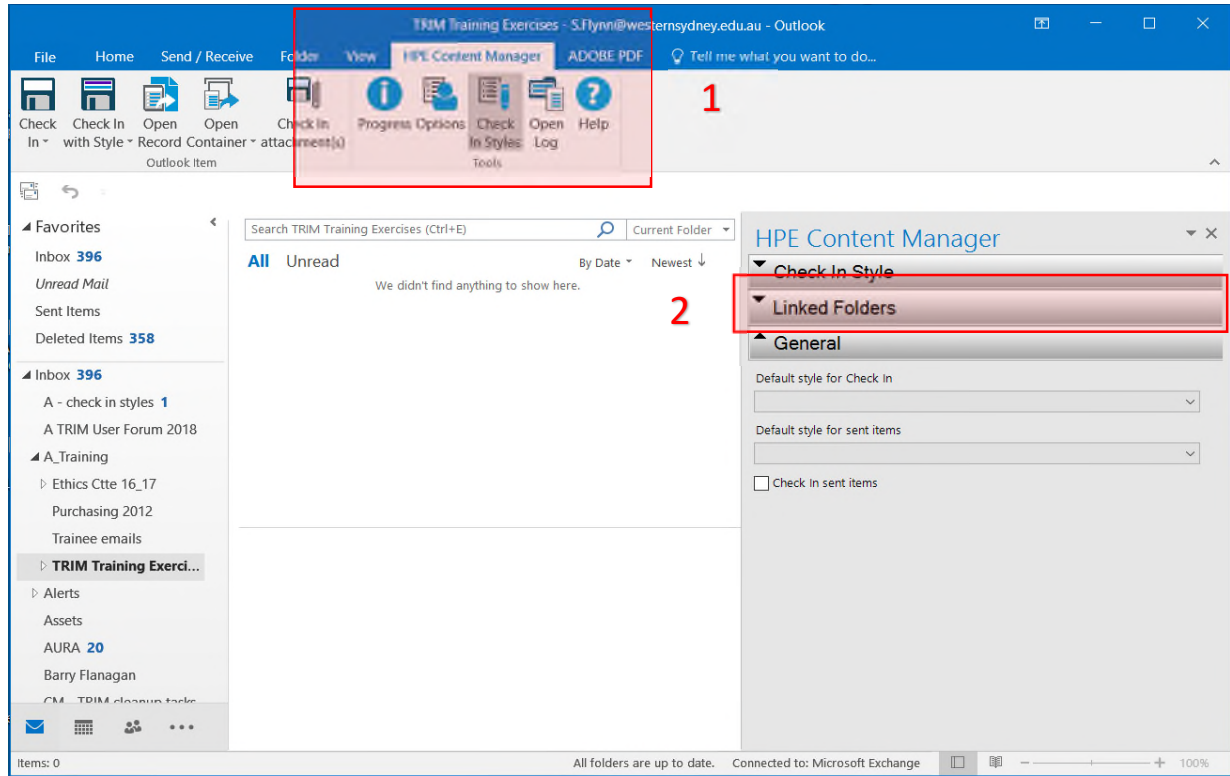 TRIM Training Exercises - S.Flynn@westernsydney.edu.au - Outlook
File Home Send / Receive Folder View HPE Content Manager ADOBE PDF Tell me what you want to do...
1
Check In
Check In with Style
Open Record
Open Container
Check In attachment(s)
Progress
Options
Check In Styles
Open Log
Help
Outlook Item
Tools
Favorites
Inbox 396
Unread Mail
Sent Items
Deleted Items 358
Inbox 396
A - check in styles 1
A TRIM User Forum 2018
A_Training
Ethics Ctte 16_17
Purchasing 2012
Trainee emails
TRIM Training Exerci...
Alerts
Assets
AURA 20
Barry Flanagan
CM - TRIM cleanup tasks
Search TRIM Training Exercises (Ctrl+E) Current Folder
All Unread By Date Newest ↓
We didn't find anything to show here.
2
HPE Content Manager
Check In Style
Linked Folders
General
Default style for Check In
Default style for sent items
Check In sent items
Items: 0 All folders are up to date. Connected to: Microsoft Exchange 100%